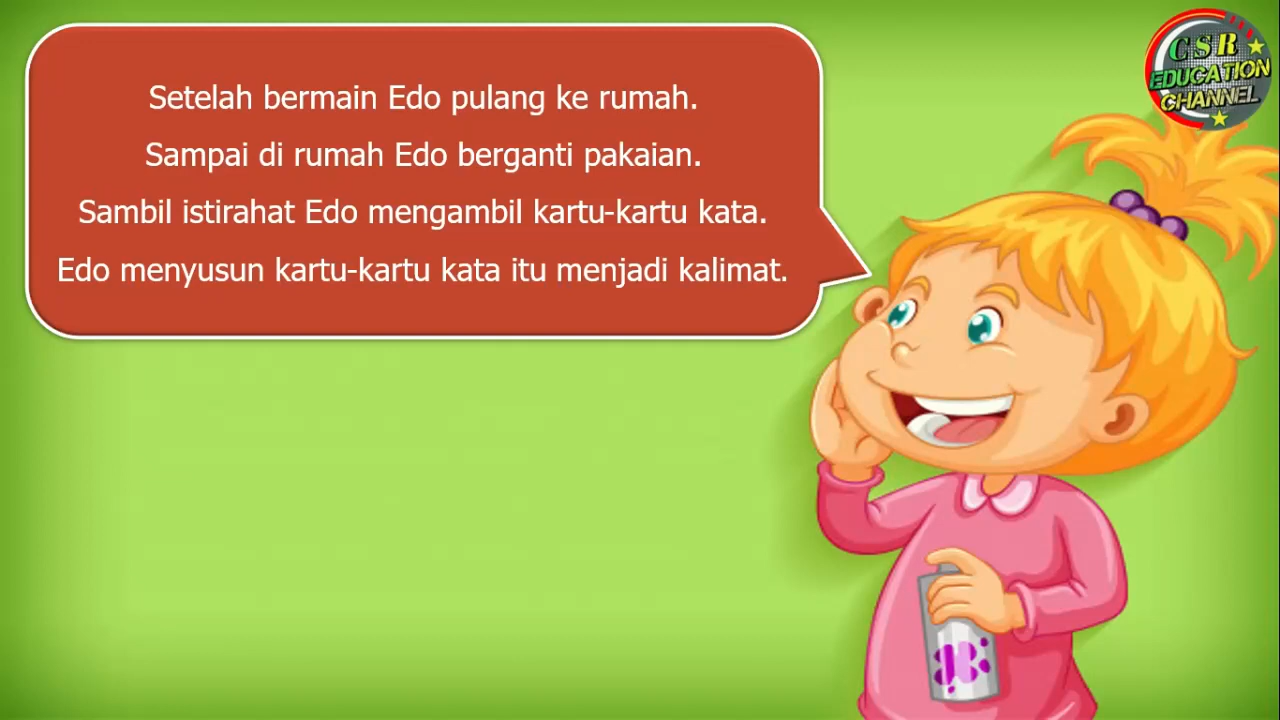 Setelah bermain Edo pulang ke rumah.
Sampai di rumah Edo berganti pakaian.
Sambil istirahat Edo mengambil kartu-kartu kata.
Edo menyusun kartu-kartu kata itu menjadi kalimat.
CSR
EDUCATION
CHANNEL